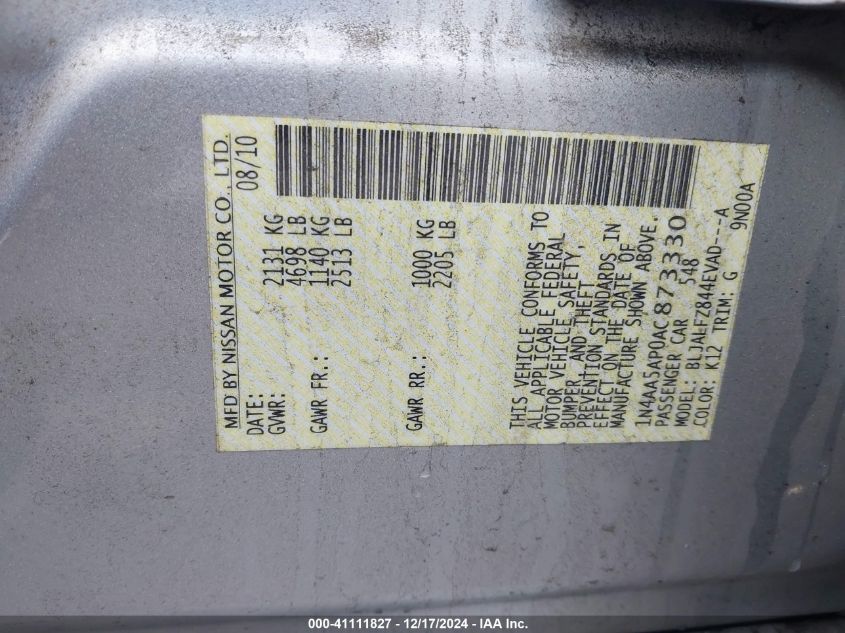 MFD BY NISSAN MOTOR CO., LTD.
DATE: 08/10
GVWR: 2131 KG
4698 LB
GAWR FR.: 1140 KG
2513 LB
GAWR RR.: 1000 KG
2205 LB
THIS VEHICLE CONFORMS TO
ALL APPLICABLE FEDERAL
MOTOR VEHICLE SAFETY,
BUMPER, AND THEFT
PREVENTION STANDARDS IN
EFFECT ON THE DATE OF
MANUFACTURE SHOWN ABOVE.
1N4AA5AP0AC873330
PASSENGER CAR 548
MODEL: BLJALFZ844EVAD---A
COLOR: K12 TRIM: G 9N00A
000-41111827 - 12/17/2024 - IAA Inc.